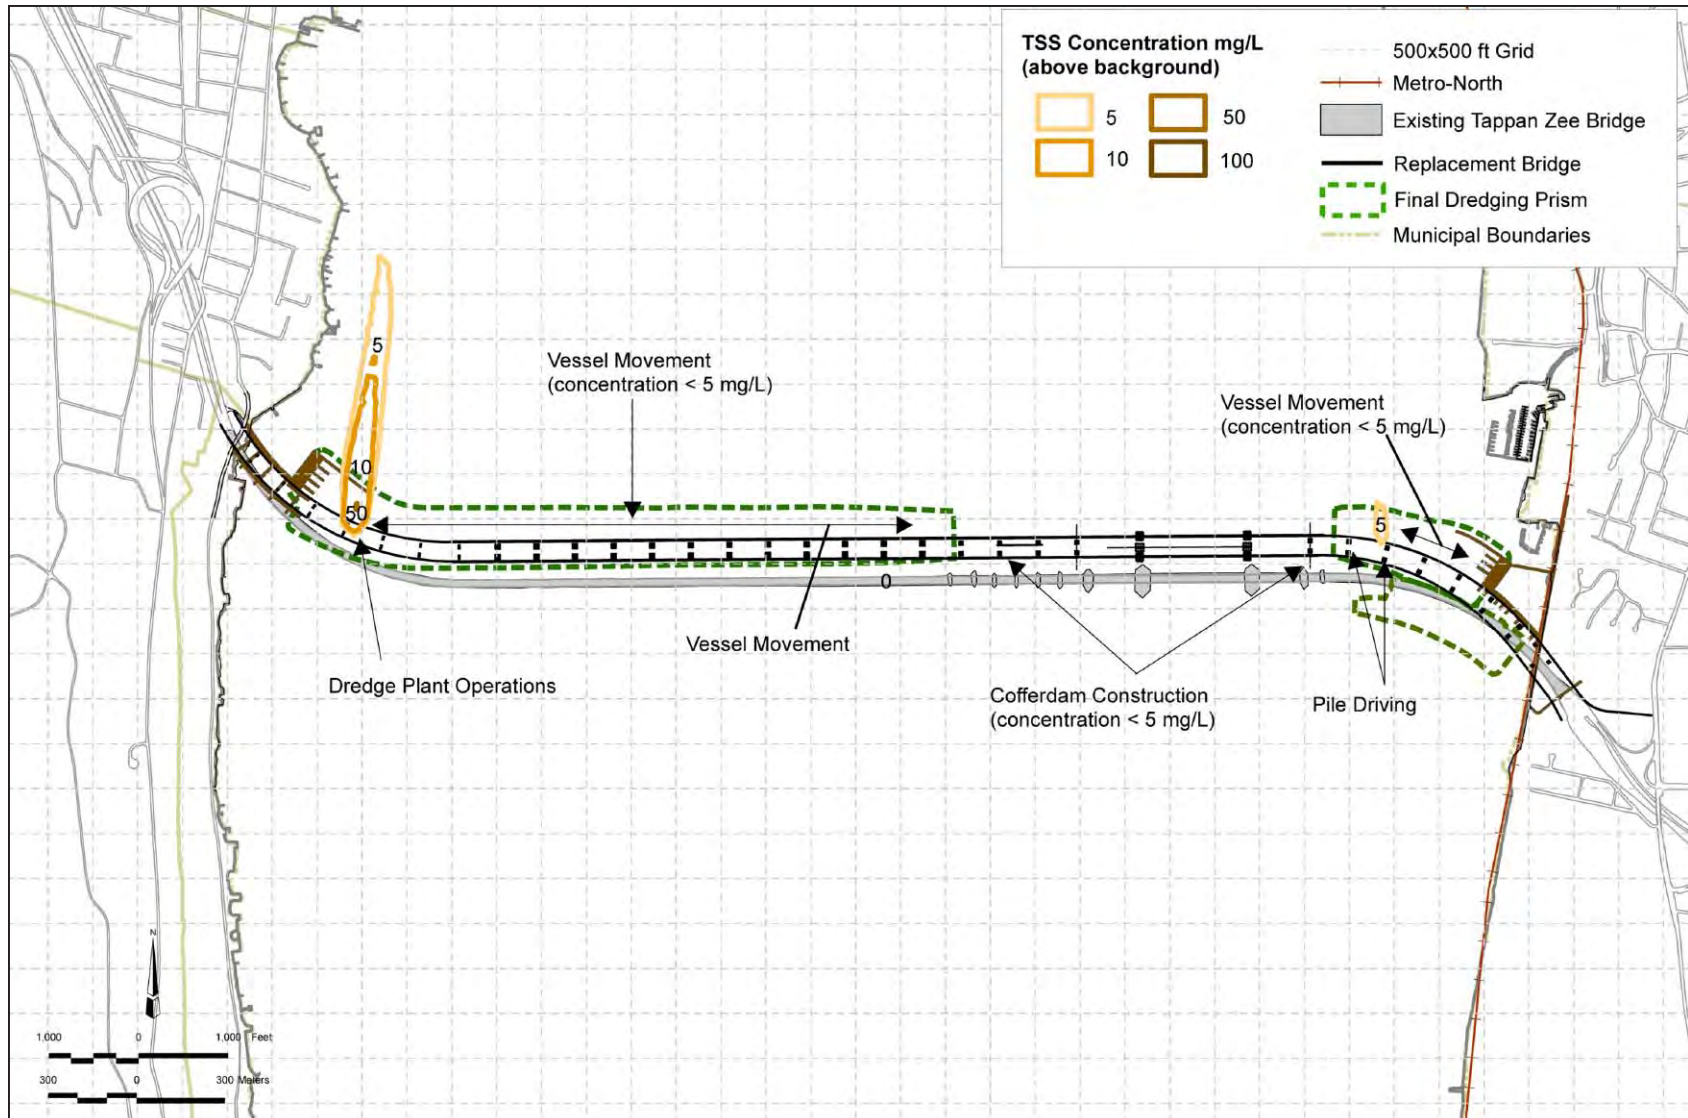 TSS Concentration mg/L
(above background)
5
50
10
100
500x500 ft Grid
Metro-North
Existing Tappan Zee Bridge
Replacement Bridge
Final Dredging Prism
Municipal Boundaries
5
Vessel Movement
(concentration < 5 mg/L)
Vessel Movement
(concentration < 5 mg/L)
10
50
5
0
Vessel Movement
Dredge Plant Operations
Cofferdam Construction
(concentration < 5 mg/L)
Pile Driving
N
1,000 0 1,000 Feet
300 0 300 Meters